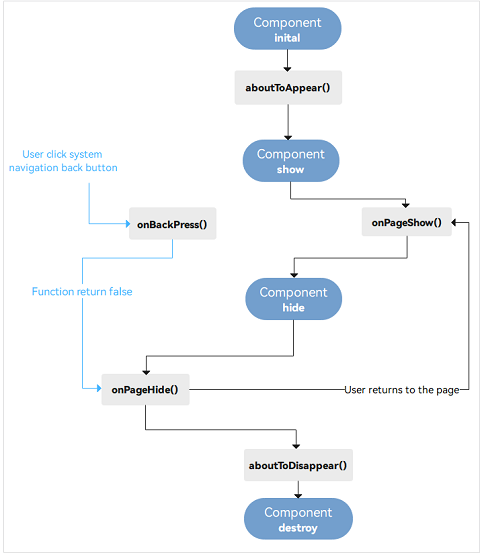 Component
inital
aboutToAppear()
Component
show
User click system
navigation back button
onBackPress()
onPageShow()
Function return false
Component
hide
onPageHide()
User returns to the page
aboutToDisappear()
Component
destroy